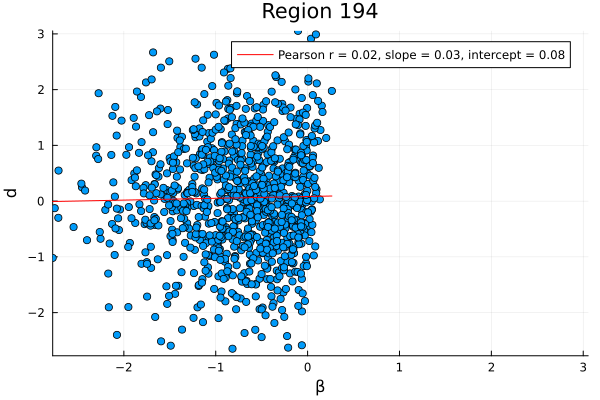 Region 194
Pearson r = 0.02, slope = 0.03, intercept = 0.08
3
2
1
0
−1
−2
d
−2 −1 0 1 2 3
β